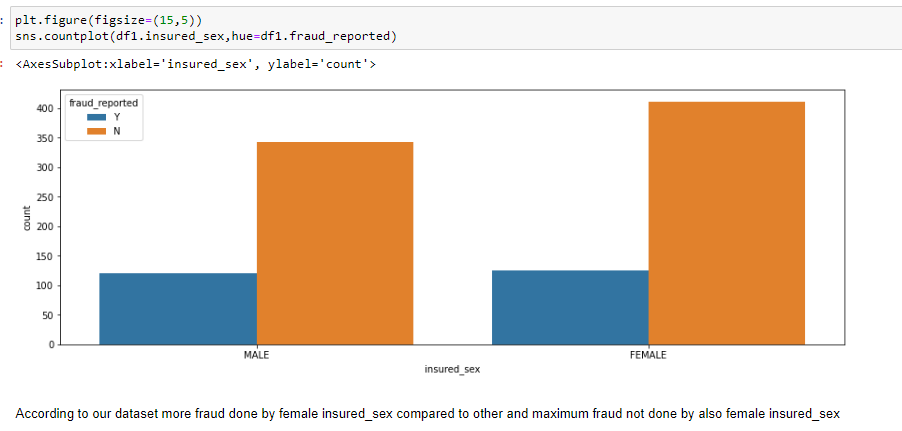 : plt.figure(figsize=(15,5))
sns.countplot(df1.insured_sex,hue=df1.fraud_reported)
: <AxesSubplot:xlabel='insured_sex', ylabel='count'>
fraud_reported
Y
N
400
350
300
250
200
150
100
50
0
count
MALE FEMALE
insured_sex
According to our dataset more fraud done by female insured_sex compared to other and maximum fraud not done by also female insured_sex